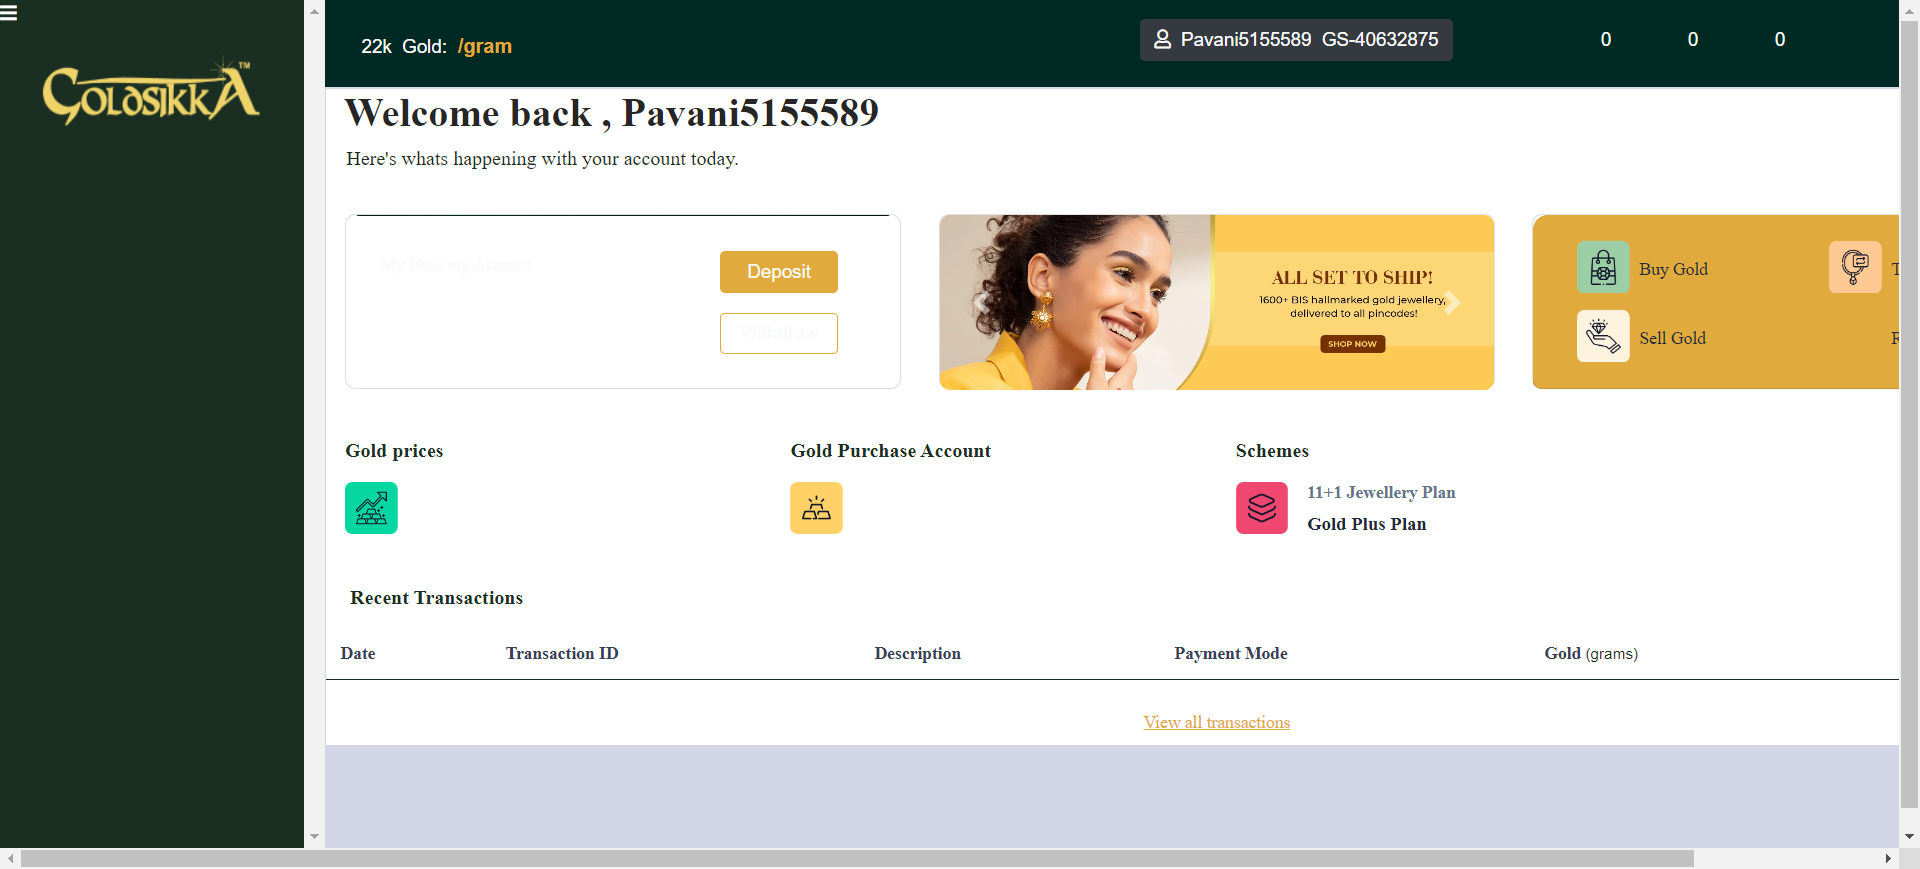 GOLDSIKKA™
22k Gold: /gram
Pavani5155589 GS-40632875
0 0 0
Welcome back , Pavani5155589
Here's whats happening with your account today.
My Booking Account
Deposit
Withdraw
ALL SET TO SHIP!
1600+ BIS hallmarked gold jewellery,
delivered to all pincodes!
SHOP NOW
Buy Gold
T
Sell Gold
R
Gold prices
Gold Purchase Account
Schemes
11+1 Jewellery Plan
Gold Plus Plan
Recent Transactions
Date Transaction ID Description Payment Mode Gold (grams)
View all transactions